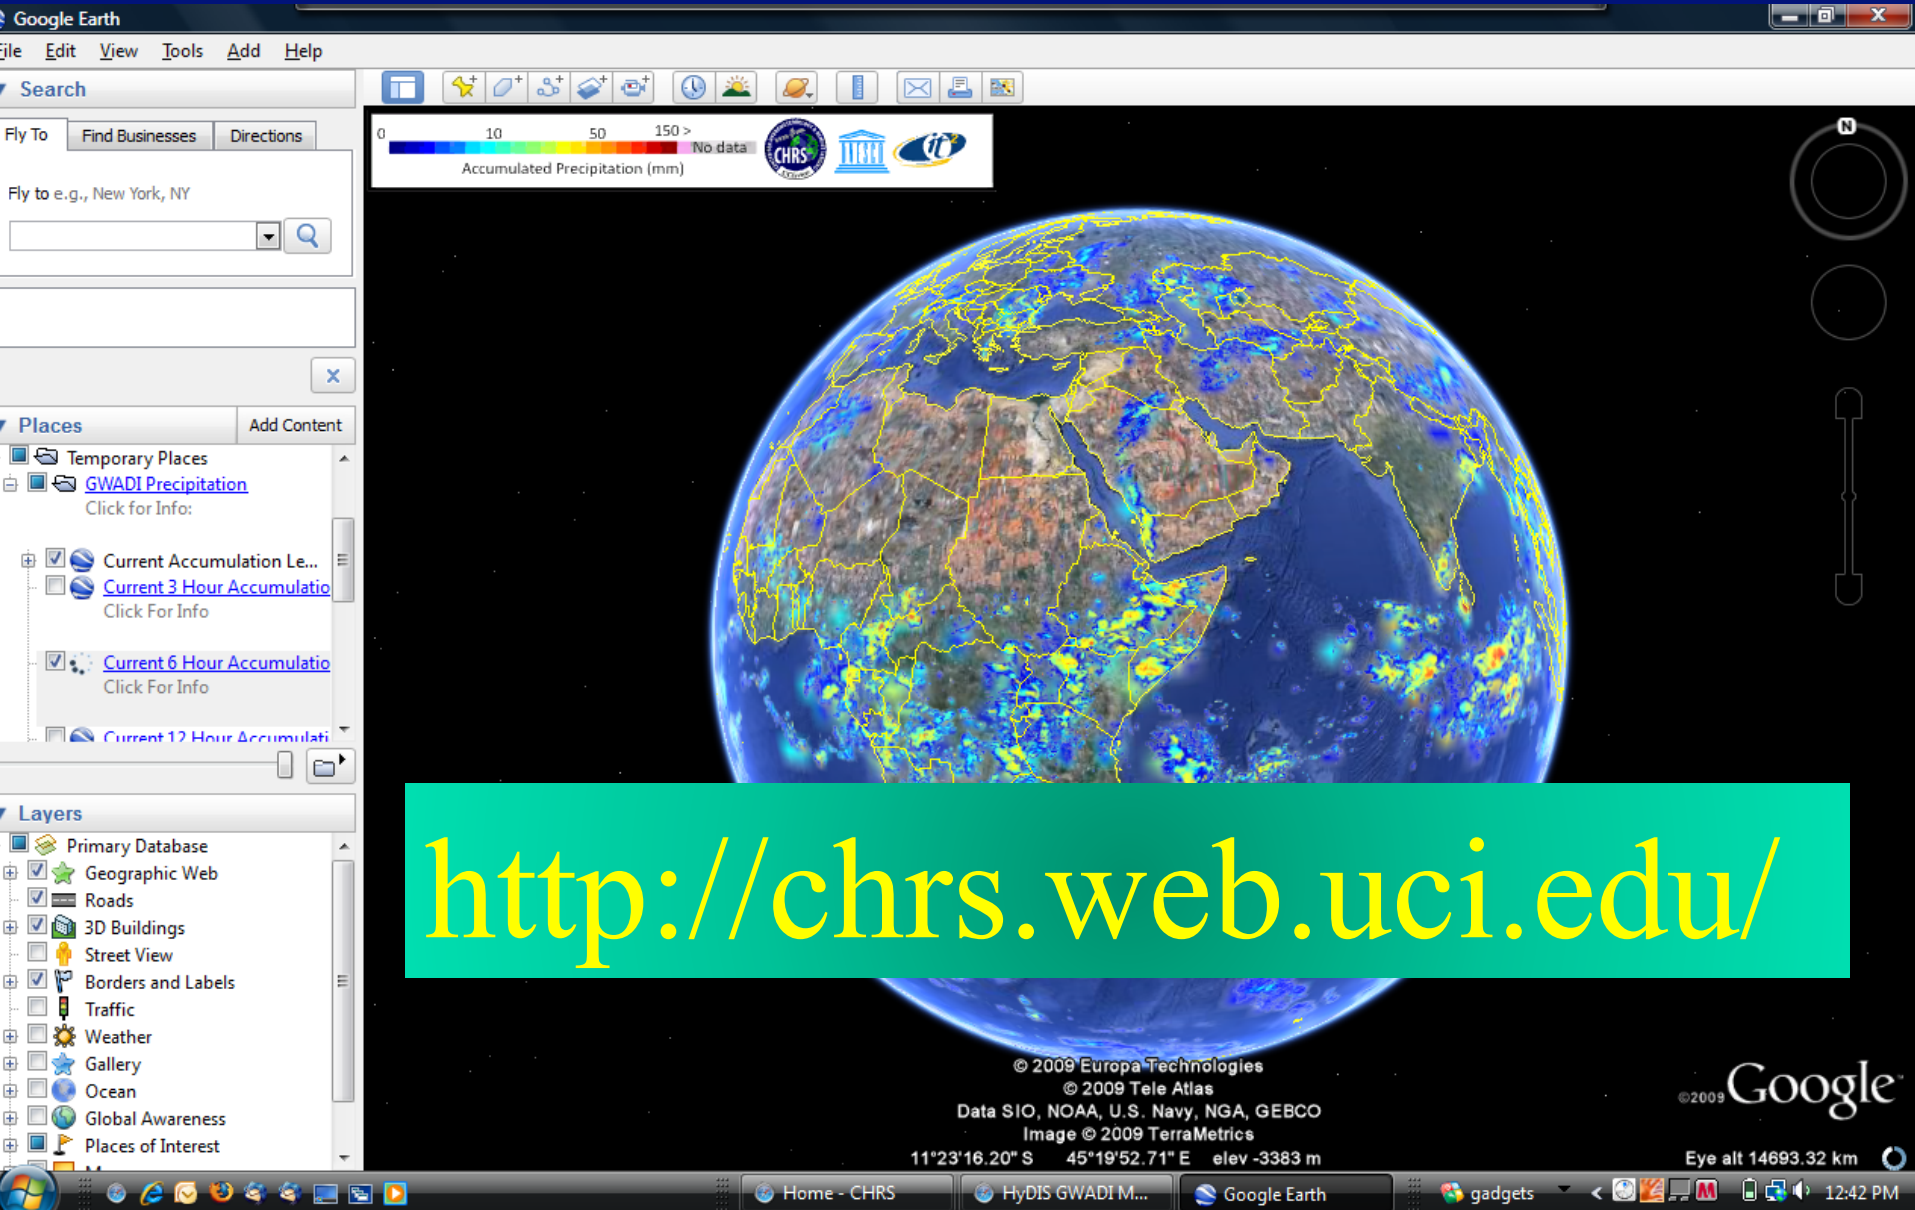 Google Earth
File Edit View Tools Add Help
Search
Fly To Find Businesses Directions
Fly to e.g., New York, NY
Places Add Content
Temporary Places
GWADI Precipitation
Click for Info:
Current Accumulation Le...
Current 3 Hour Accumulatio
Click For Info
Current 6 Hour Accumulatio
Click For Info
Current 12 Hour Accumulati
Layers
Primary Database
Geographic Web
Roads
3D Buildings
Street View
Borders and Labels
Traffic
Weather
Gallery
Ocean
Global Awareness
Places of Interest
0 10 50 150 > No data
Accumulated Precipitation (mm)
CHRS
it2
N
http://chrs.web.uci.edu/
© 2009 Europa Technologies
© 2009 Tele Atlas
Data SIO, NOAA, U.S. Navy, NGA, GEBCO
Image © 2009 TerraMetrics
11°23'16.20" S 45°19'52.71" E elev -3383 m
©2009 Google
Eye alt 14693.32 km
Home - CHRS
HyDIS GWADI M...
Google Earth
gadgets
12:42 PM